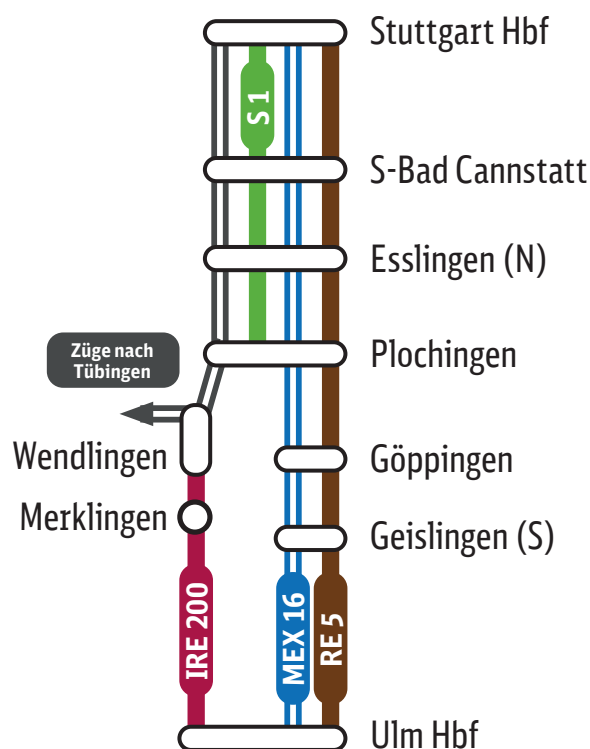 Stuttgart Hbf
S 1
S-Bad Cannstatt
Esslingen (N)
Züge nach
Tübingen
Plochingen
Wendlingen
Göppingen
Merklingen
Geislingen (S)
IRE 200
MEX 16
RE 5
Ulm Hbf